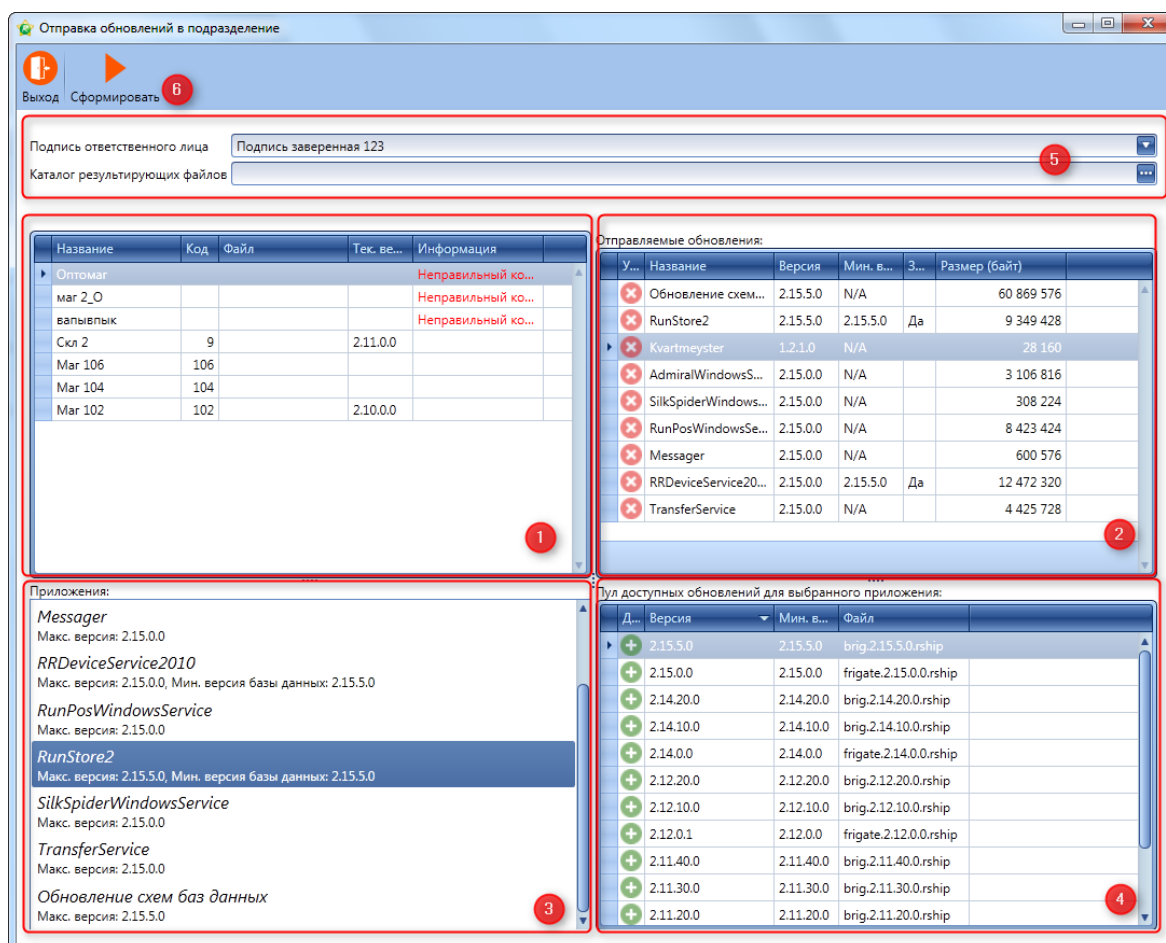 Отправка обновлений в подразделение
Выход Сформировать 6
Подпись ответственного лица Подпись заверенная 123
5
Каталог результирующих файлов
Название Код Файл Тек. ве... Информация
Оптомаг Неправильный ко...
маг 2_О Неправильный ко...
вапывпык Неправильный ко...
Скл 2 9 2.11.0.0
Маг 106 106
Маг 104 104
Маг 102 102 2.10.0.0
1
Отправляемые обновления:
У... Название Версия Мин. в... З... Размер (байт)
Обновление схем... 2.15.5.0 N/A 60 869 576
RunStore2 2.15.5.0 2.15.5.0 Да 9 349 428
Kvartmeyster 1.2.1.0 N/A 28 160
AdmiralWindowsS... 2.15.0.0 N/A 3 106 816
SilkSpiderWindows... 2.15.0.0 N/A 308 224
RunPosWindowsSe... 2.15.0.0 N/A 8 423 424
Messager 2.15.0.0 N/A 600 576
RRDeviceService20... 2.15.0.0 2.15.5.0 Да 12 472 320
TransferService 2.15.0.0 N/A 4 425 728
2
Приложения:
Messager
Макс. версия: 2.15.0.0
RRDeviceService2010
Макс. версия: 2.15.0.0, Мин. версия базы данных: 2.15.5.0
RunPosWindowsService
Макс. версия: 2.15.0.0
RunStore2
Макс. версия: 2.15.5.0, Мин. версия базы данных: 2.15.5.0
SilkSpiderWindowsService
Макс. версия: 2.15.0.0
TransferService
Макс. версия: 2.15.0.0
Обновление схем баз данных
Макс. версия: 2.15.5.0
3
Пул доступных обновлений для выбранного приложения:
Д... Версия Мин. в... Файл
2.15.5.0 2.15.5.0 brig.2.15.5.0.rship
2.15.0.0 2.15.0.0 frigate.2.15.0.0.rship
2.14.20.0 2.14.20.0 brig.2.14.20.0.rship
2.14.10.0 2.14.10.0 brig.2.14.10.0.rship
2.14.0.0 2.14.0.0 frigate.2.14.0.0.rship
2.12.20.0 2.12.20.0 brig.2.12.20.0.rship
2.12.10.0 2.12.10.0 brig.2.12.10.0.rship
2.12.0.1 2.12.0.0 frigate.2.12.0.0.rship
2.11.40.0 2.11.40.0 brig.2.11.40.0.rship
2.11.30.0 2.11.30.0 brig.2.11.30.0.rship
2.11.20.0 2.11.20.0 brig.2.11.20.0.rship
4